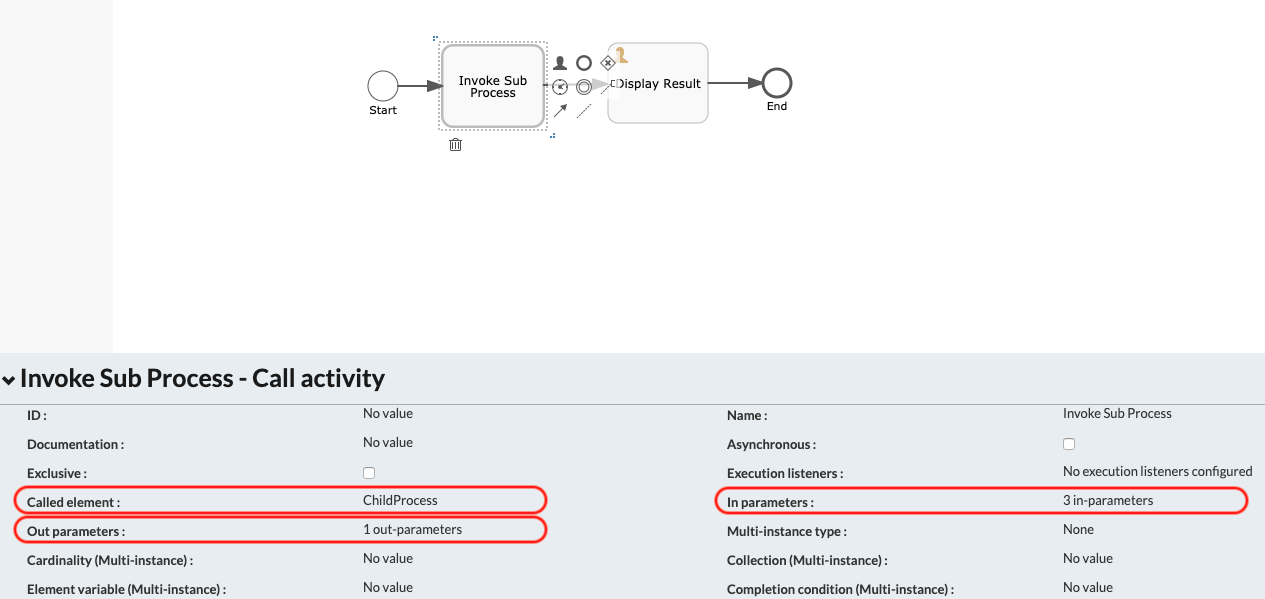 Invoke Sub
Process
Display Result
Start
End
Invoke Sub Process - Call activity
ID : No value
Name : Invoke Sub Process
Documentation : No value
Asynchronous :
Exclusive :
Execution listeners : No execution listeners configured
Called element : ChildProcess
In parameters : 3 in-parameters
Out parameters : 1 out-parameters
Multi-instance type : None
Cardinality (Multi-instance) : No value
Collection (Multi-instance) : No value
Element variable (Multi-instance) : No value
Completion condition (Multi-instance) : No value